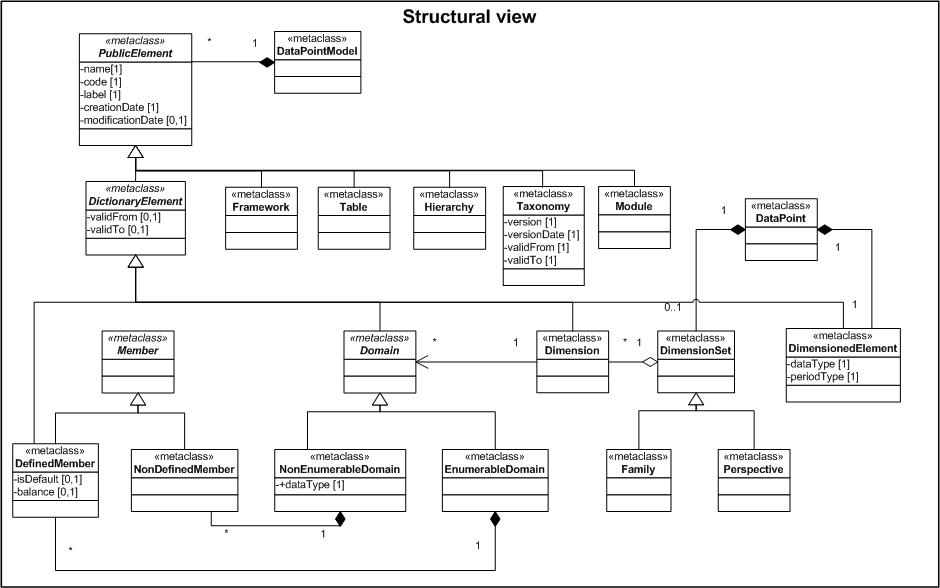 Structural view
«metaclass»
PublicElement
-name[1]
-code [1]
-label [1]
-creationDate [1]
-modificationDate [0,1]
*
1
«metaclass»
DataPointModel
«metaclass»
DictionaryElement
-validFrom [0,1]
-validTo [0,1]
«metaclass»
Framework
«metaclass»
Table
«metaclass»
Hierarchy
«metaclass»
Taxonomy
-version [1]
-versionDate [1]
-validFrom [1]
-validTo [1]
«metaclass»
Module
1
«metaclass»
DataPoint
1
0..1
1
«metaclass»
Member
«metaclass»
Domain
*
1
«metaclass»
Dimension
*
1
«metaclass»
DimensionSet
«metaclass»
DimensionedElement
-dataType [1]
-periodType [1]
«metaclass»
DefinedMember
-isDefault [0,1]
-balance [0,1]
«metaclass»
NonDefinedMember
«metaclass»
NonEnumerableDomain
-+dataType [1]
«metaclass»
EnumerableDomain
«metaclass»
Family
«metaclass»
Perspective
*
1
*
1